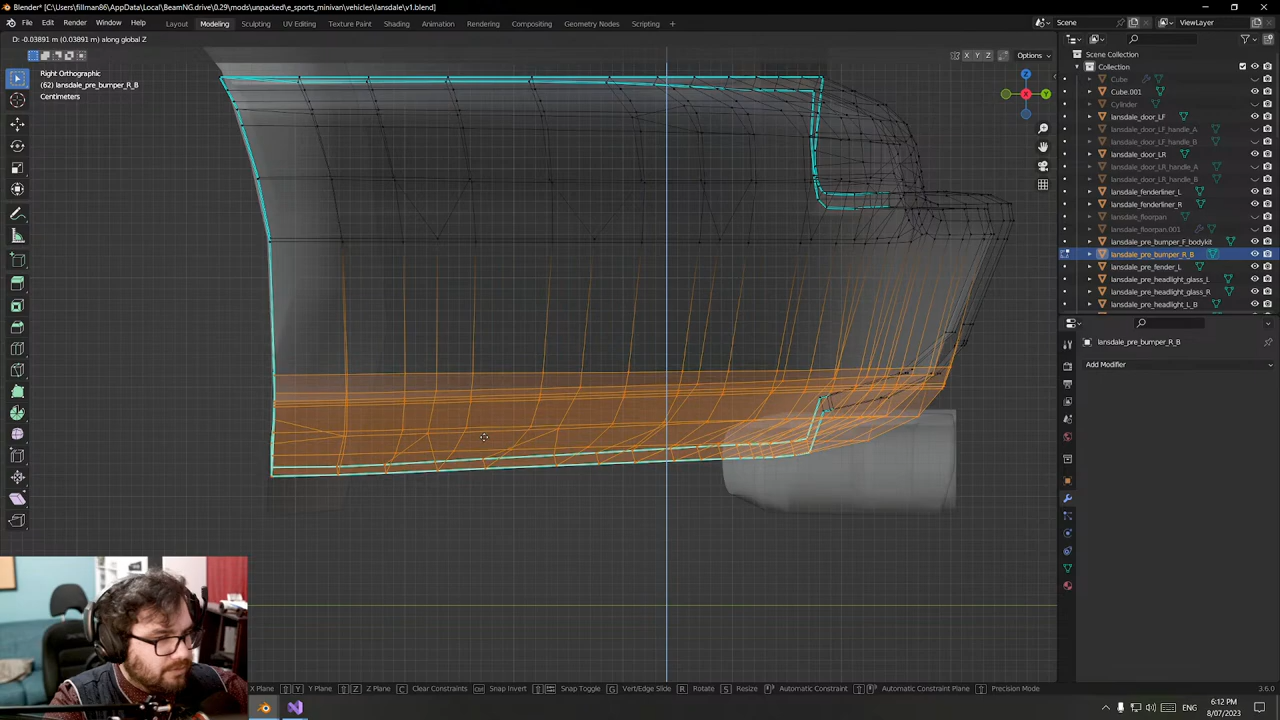 Blender* [C:\Users\fillman86\AppData\Local\BeamNG.drive\0.29\mods\unpacked\e_sports_minivan\vehicles\lansdale\v1.blend]
File Edit Render Window Help Layout Modeling Sculpting UV Editing Texture Paint Shading Animation Rendering Compositing Geometry Nodes Scripting + Scene ViewLayer
D: -0.03891 m (0.03891 m) along global Z
X Y Z Options
Right Orthographic
(62) lansdale_pre_bumper_R_B
Centimeters
Z
X
Y
Scene Collection
Collection
Cube
Cube.001
Cylinder
lansdale_door_LF
lansdale_door_LF_handle_A
lansdale_door_LF_handle_B
lansdale_door_LR
lansdale_door_LR_handle_A
lansdale_door_LR_handle_B
lansdale_fenderliner_L
lansdale_fenderliner_R
lansdale_floorpan
lansdale_floorpan.001
lansdale_pre_bumper_F_bodykit
lansdale_pre_bumper_R_B
lansdale_pre_fender_L
lansdale_pre_headlight_glass_L
lansdale_pre_headlight_glass_R
lansdale_pre_headlight_L_B
lansdale_pre_bumper_R_B
Add Modifier
X Plane Y Plane Z Plane C Clear Constraints Ctrl Snap Invert Snap Toggle G Vert/Edge Slide R Rotate S Resize Automatic Constraint Automatic Constraint Plane Precision Mode 3.6.0
ENG 6:12 PM
8/07/2023